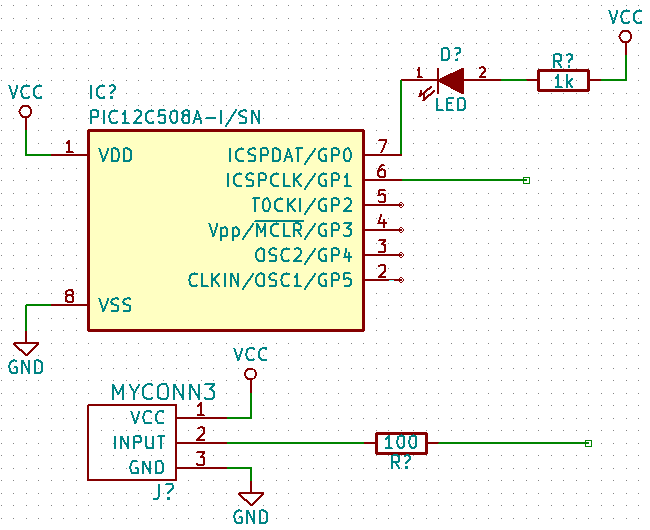 VCC
D?
R?
1
2
1k
LED
VCC
IC?
PIC12C508A-I/SN
1
VDD
ICSPDAT/GP0
7
ICSPCLK/GP1
6
T0CKI/GP2
5
Vpp/MCLR/GP3
4
OSC2/GP4
3
CLKIN/OSC1/GP5
2
8
VSS
GND
VCC
MYCONN3
VCC
1
INPUT
2
100
GND
3
R?
J?
GND